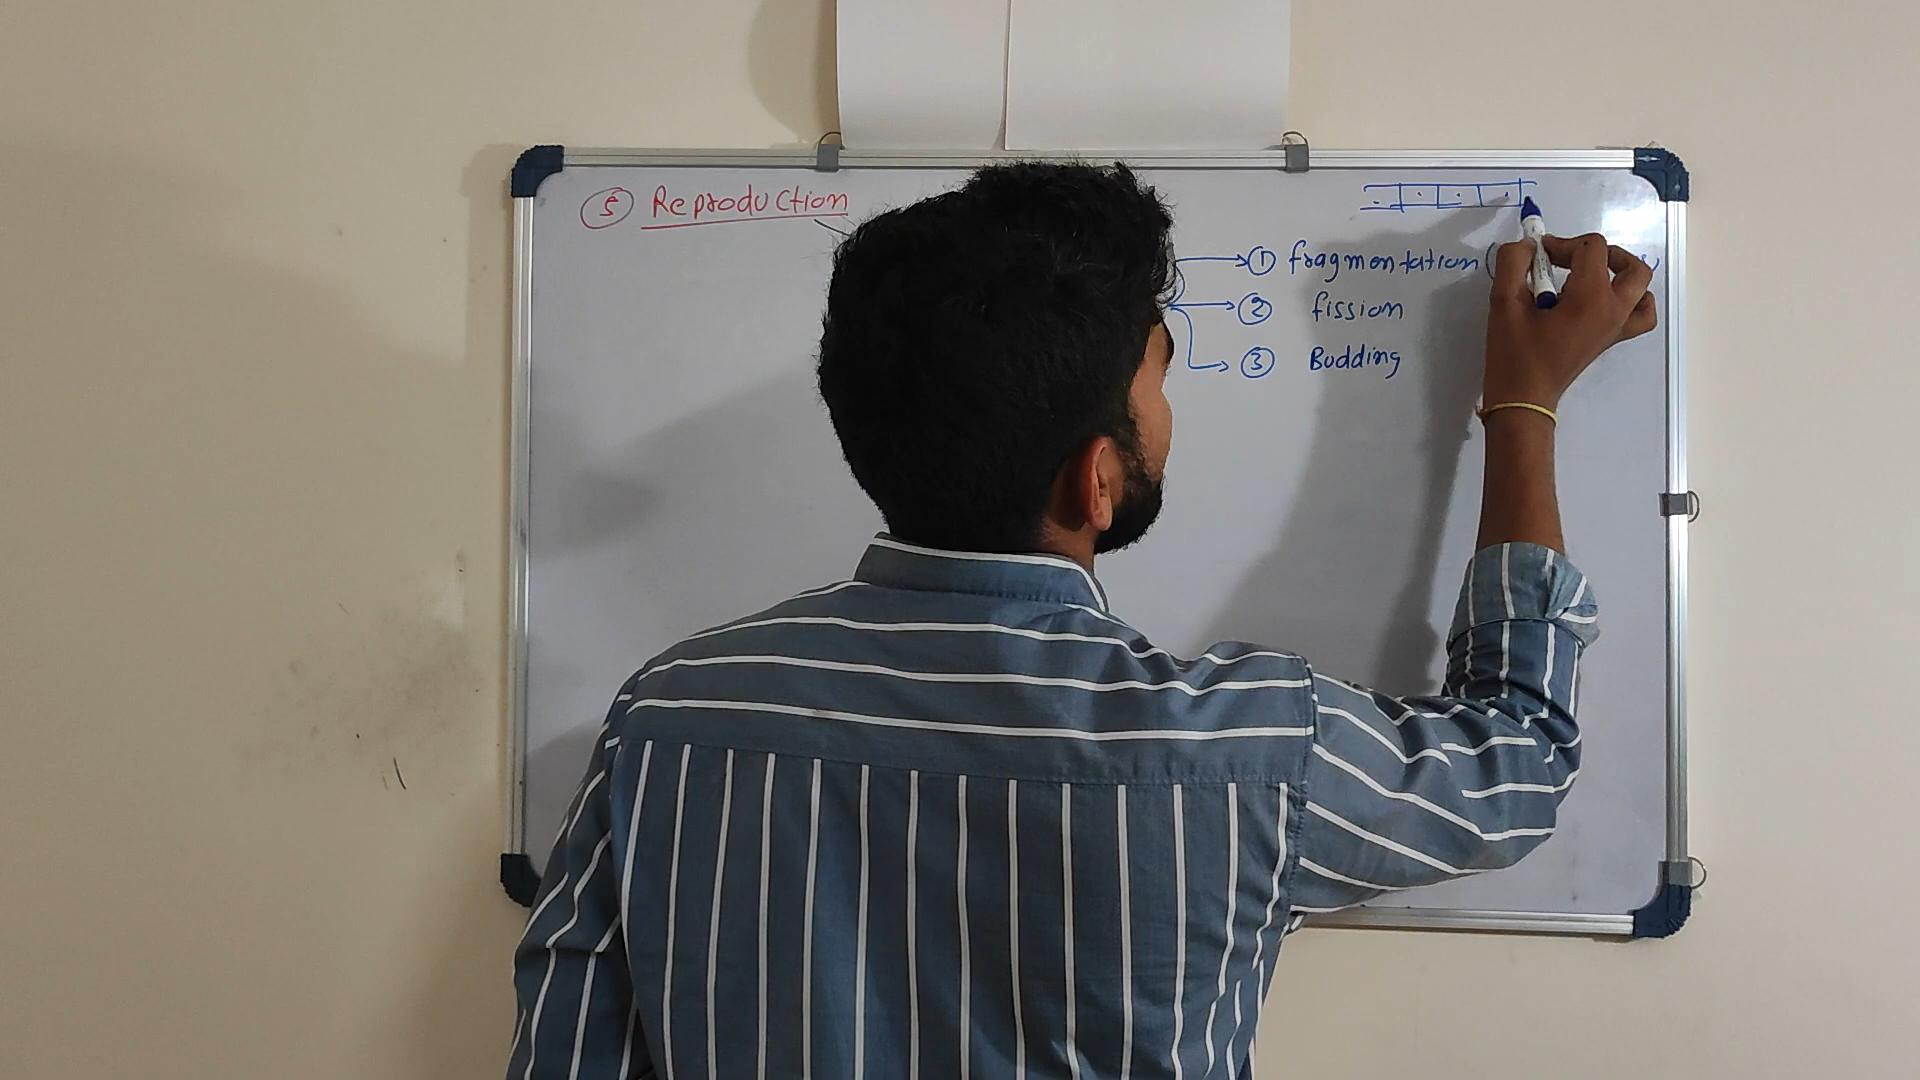 5 Reproduction
1 fragmentation (
2 fission
3 Budding